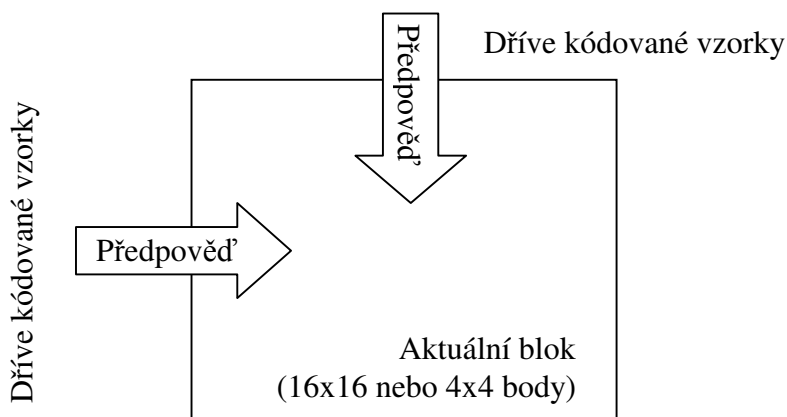 Dříve kódované vzorky
Předpověď
Dříve kódované vzorky
Předpověď
Aktuální blok
(16x16 nebo 4x4 body)